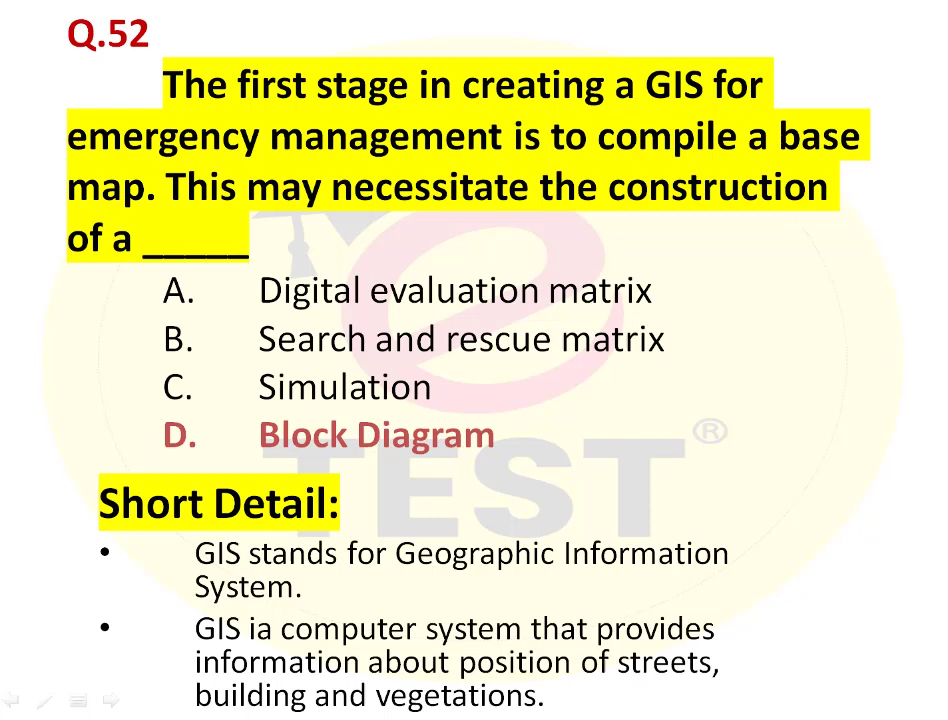 Q.52
The first stage in creating a GIS for
emergency management is to compile a base
map. This may necessitate the construction
of a _____
A. Digital evaluation matrix
B. Search and rescue matrix
C. Simulation
D. Block Diagram
e
TEST®
Short Detail:
• GIS stands for Geographic Information
System.
• GIS ia computer system that provides
information about position of streets,
building and vegetations.